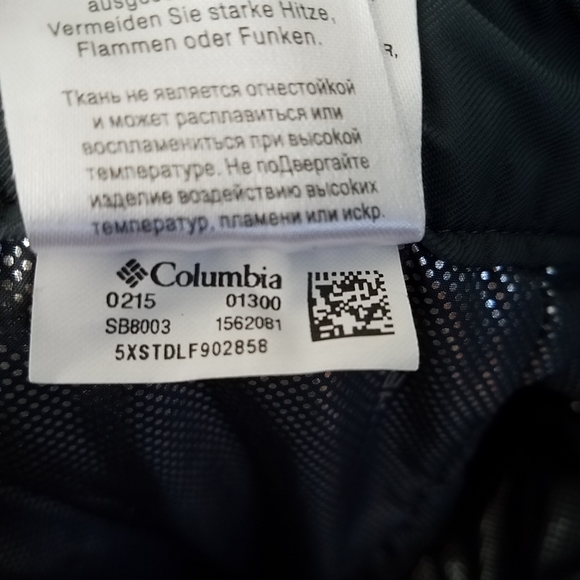 Vermeiden Sie starke Hitze,
Flammen oder Funken.
R,
Ткань не является огнестойкой
и может расплавиться или
воспламениться при высокой
температуре. Не подвергайте
изделие воздействию высоких
температур, пламени или искр.
Columbia
0215 01300
SB8003 1562081
5XSTDLF902858